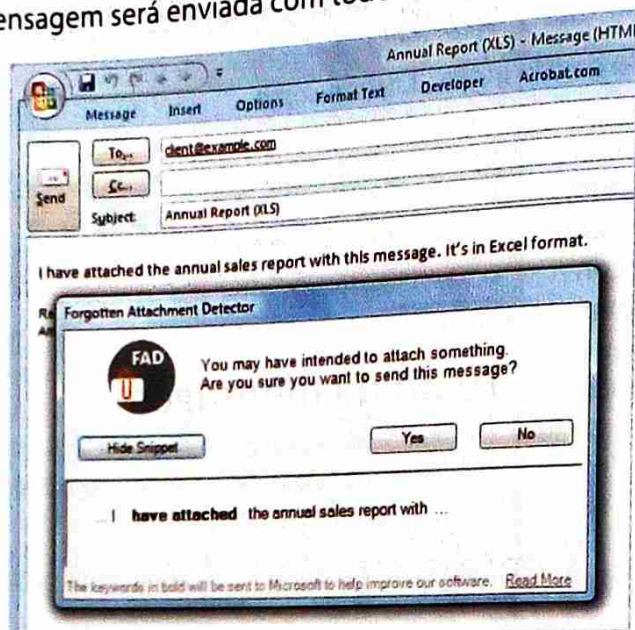 ensagem será enviada com
Annual Report (XLS) - Message (HTM
Message Insert Options Format Text Developer Acrobat.com
Send
To...
client@example.com
Cc...
Subject: Annual Report (XLS)
I have attached the annual sales report with this message. It's in Excel format.
Forgotten Attachment Detector
FAD
You may have intended to attach something.
Are you sure you want to send this message?
Hide Snippet
Yes
No
... I have attached the annual sales report with ...
The keywords in bold will be sent to Microsoft to help improve our software. Read More